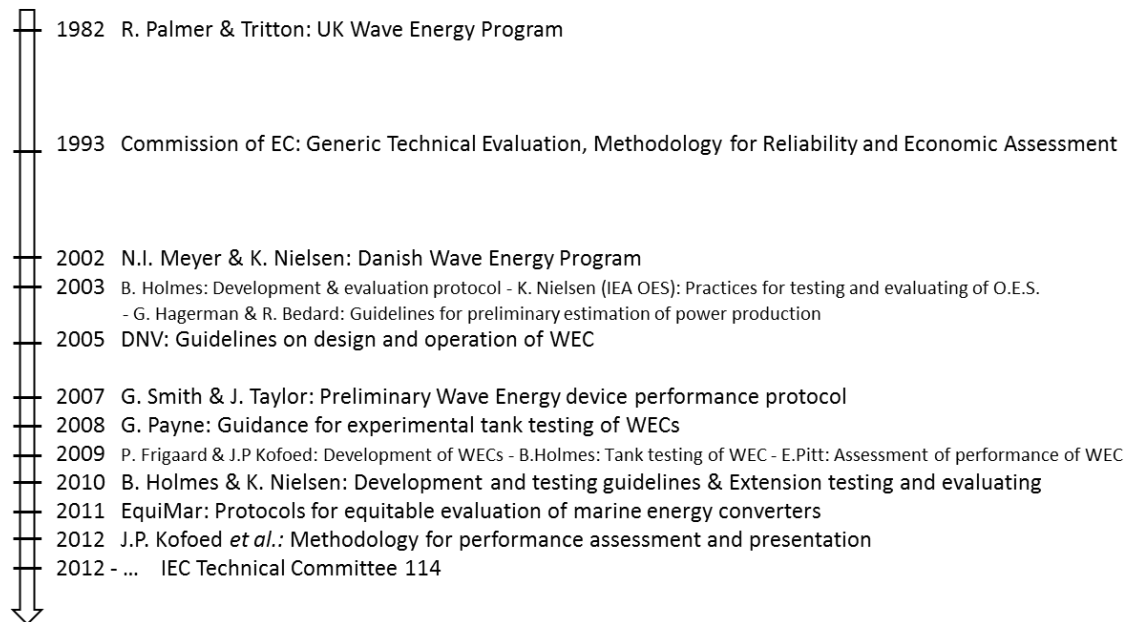 1982 R. Palmer & Tritton: UK Wave Energy Program
1993 Commission of EC: Generic Technical Evaluation, Methodology for Reliability and Economic Assessment
2002 N.I. Meyer & K. Nielsen: Danish Wave Energy Program
2003 B. Holmes: Development & evaluation protocol - K. Nielsen (IEA OES): Practices for testing and evaluating of O.E.S.
- G. Hagerman & R. Bedard: Guidelines for preliminary estimation of power production
2005 DNV: Guidelines on design and operation of WEC
2007 G. Smith & J. Taylor: Preliminary Wave Energy device performance protocol
2008 G. Payne: Guidance for experimental tank testing of WECs
2009 P. Frigaard & J.P Kofoed: Development of WECs - B.Holmes: Tank testing of WEC - E.Pitt: Assessment of performance of WEC
2010 B. Holmes & K. Nielsen: Development and testing guidelines & Extension testing and evaluating
2011 EquiMar: Protocols for equitable evaluation of marine energy converters
2012 J.P. Kofoed et al.: Methodology for performance assessment and presentation
2012 - ... IEC Technical Committee 114